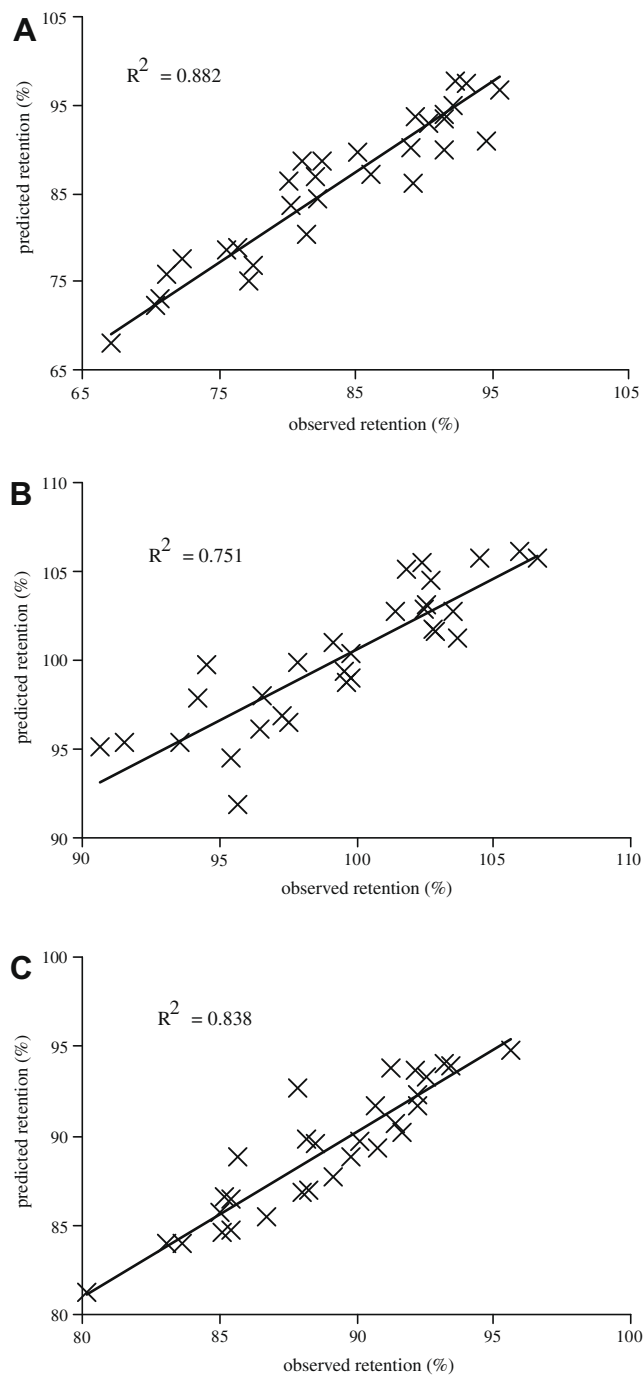 A
105
R² = 0.882
95
85
75
65
predicted retention (%)
65 75 85 95 105
observed retention (%)
B
110
R² = 0.751
105
100
95
90
predicted retention (%)
90 95 100 105 110
observed retention (%)
C
100
R² = 0.838
95
90
85
80
predicted retention (%)
80 85 90 95 100
observed retention (%)